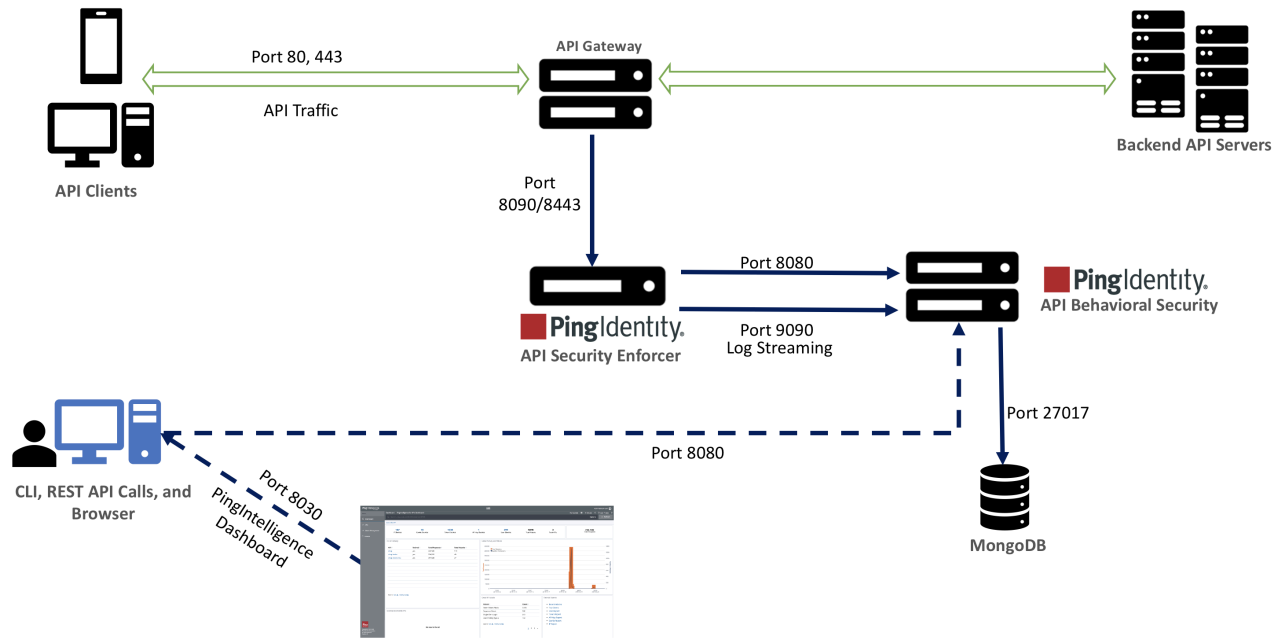 API Gateway
Port 80, 443
API Traffic
API Clients
Backend API Servers
Port
8090/8443
Port 8080
PingIdentity.
API Behavioral Security
PingIdentity.
API Security Enforcer
Port 9090
Log Streaming
Port 27017
Port 8080
CLI, REST API Calls, and
Browser
Port 8030
PingIntelligence
Dashboard
MongoDB